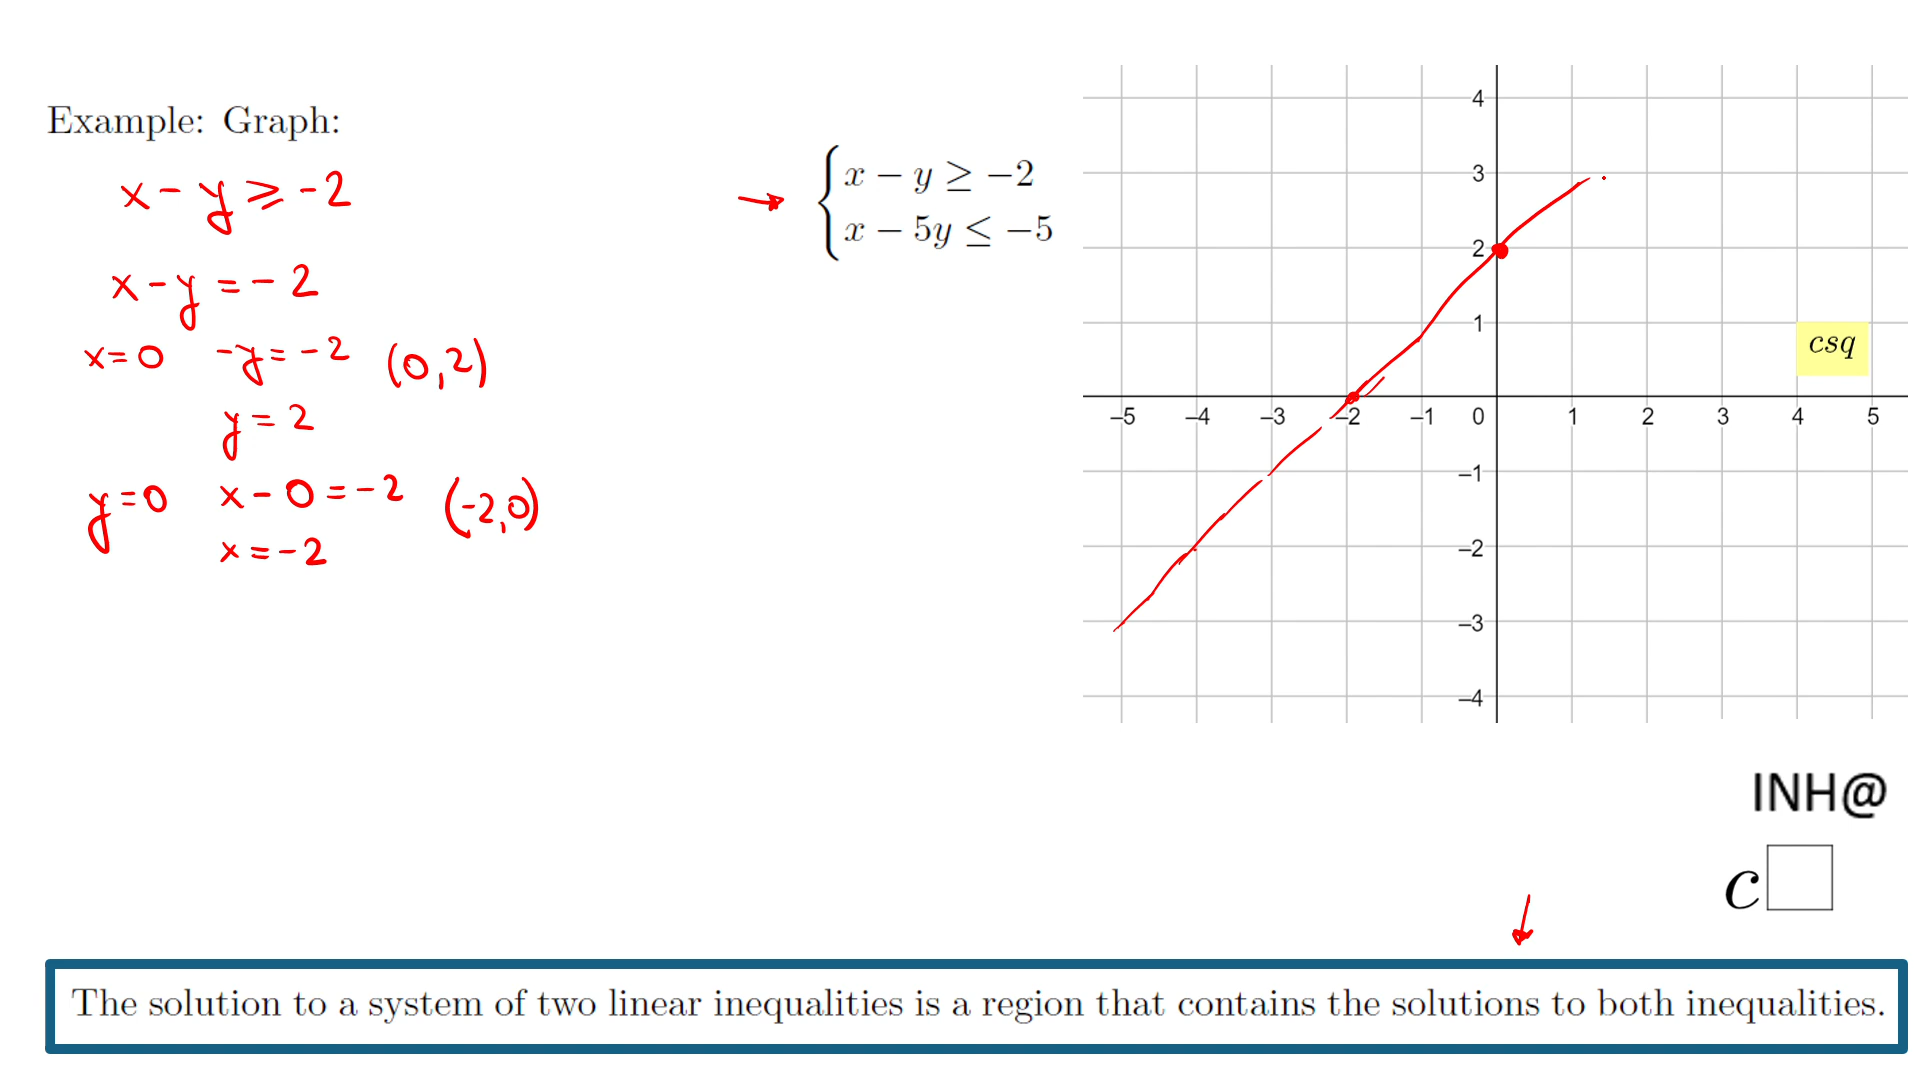 Example: Graph:
x - y ≥ -2
x - y = -2
x = 0 -y = -2 (0,2)
y = 2
y = 0 x - 0 = -2 (-2,0)
x = -2
x − y ≥ −2
x − 5y ≤ −5
4
3
2
1
–5 –4 –3 –2 –1 0 1 2 3 4 5
–1
–2
–3
–4
csq
INH@
c
The solution to a system of two linear inequalities is a region that contains the solutions to both inequalities.